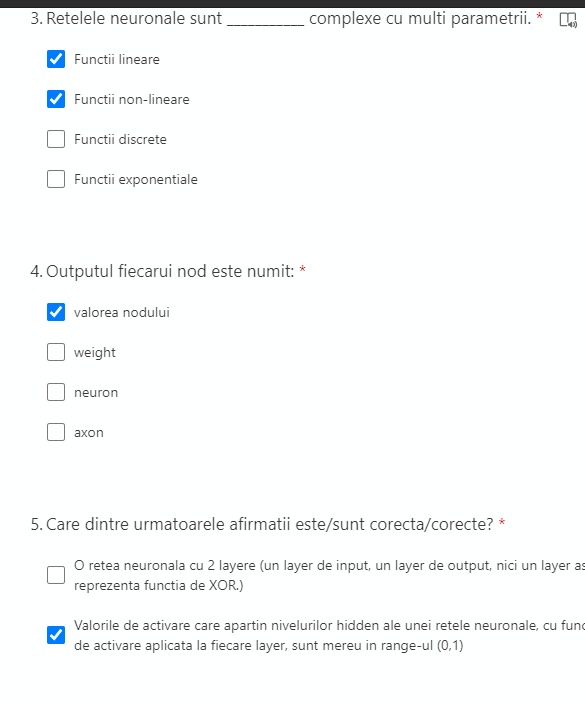 3. Retelele neuronale sunt ___________ complexe cu multi parametrii. *
Functii lineare
Functii non-lineare
Functii discrete
Functii exponentiale
4. Outputul fiecarui nod este numit: *
valorea nodului
weight
neuron
axon
5. Care dintre urmatoarele afirmatii este/sunt corecta/corecte? *
O retea neuronala cu 2 layere (un layer de input, un layer de output, nici un layer as
reprezenta functia de XOR.)
Valorile de activare care apartin nivelurilor hidden ale unei retele neuronale, cu func
de activare aplicata la fiecare layer, sunt mereu in range-ul (0,1)